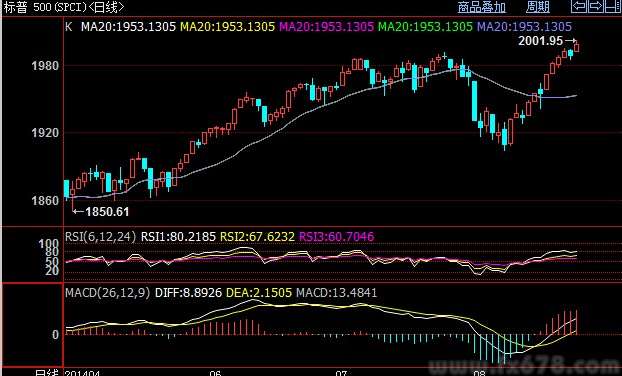 标普 500(SPCI)<日线> 商品叠加 周期
K MA20:1953.1305 MA20:1953.1305 MA20:1953.1305 MA20:1953.1305
2001.95
1980
1920
1860
1850.61
RSI(6,12,24) RSI1:80.2185 RSI2:67.6232 RSI3:60.7046
100
80
50
20
MACD(26,12,9) DIFF:8.8926 DEA:2.1505 MACD:13.4841
0
www.fx678.com
日线 201404 06 07 08